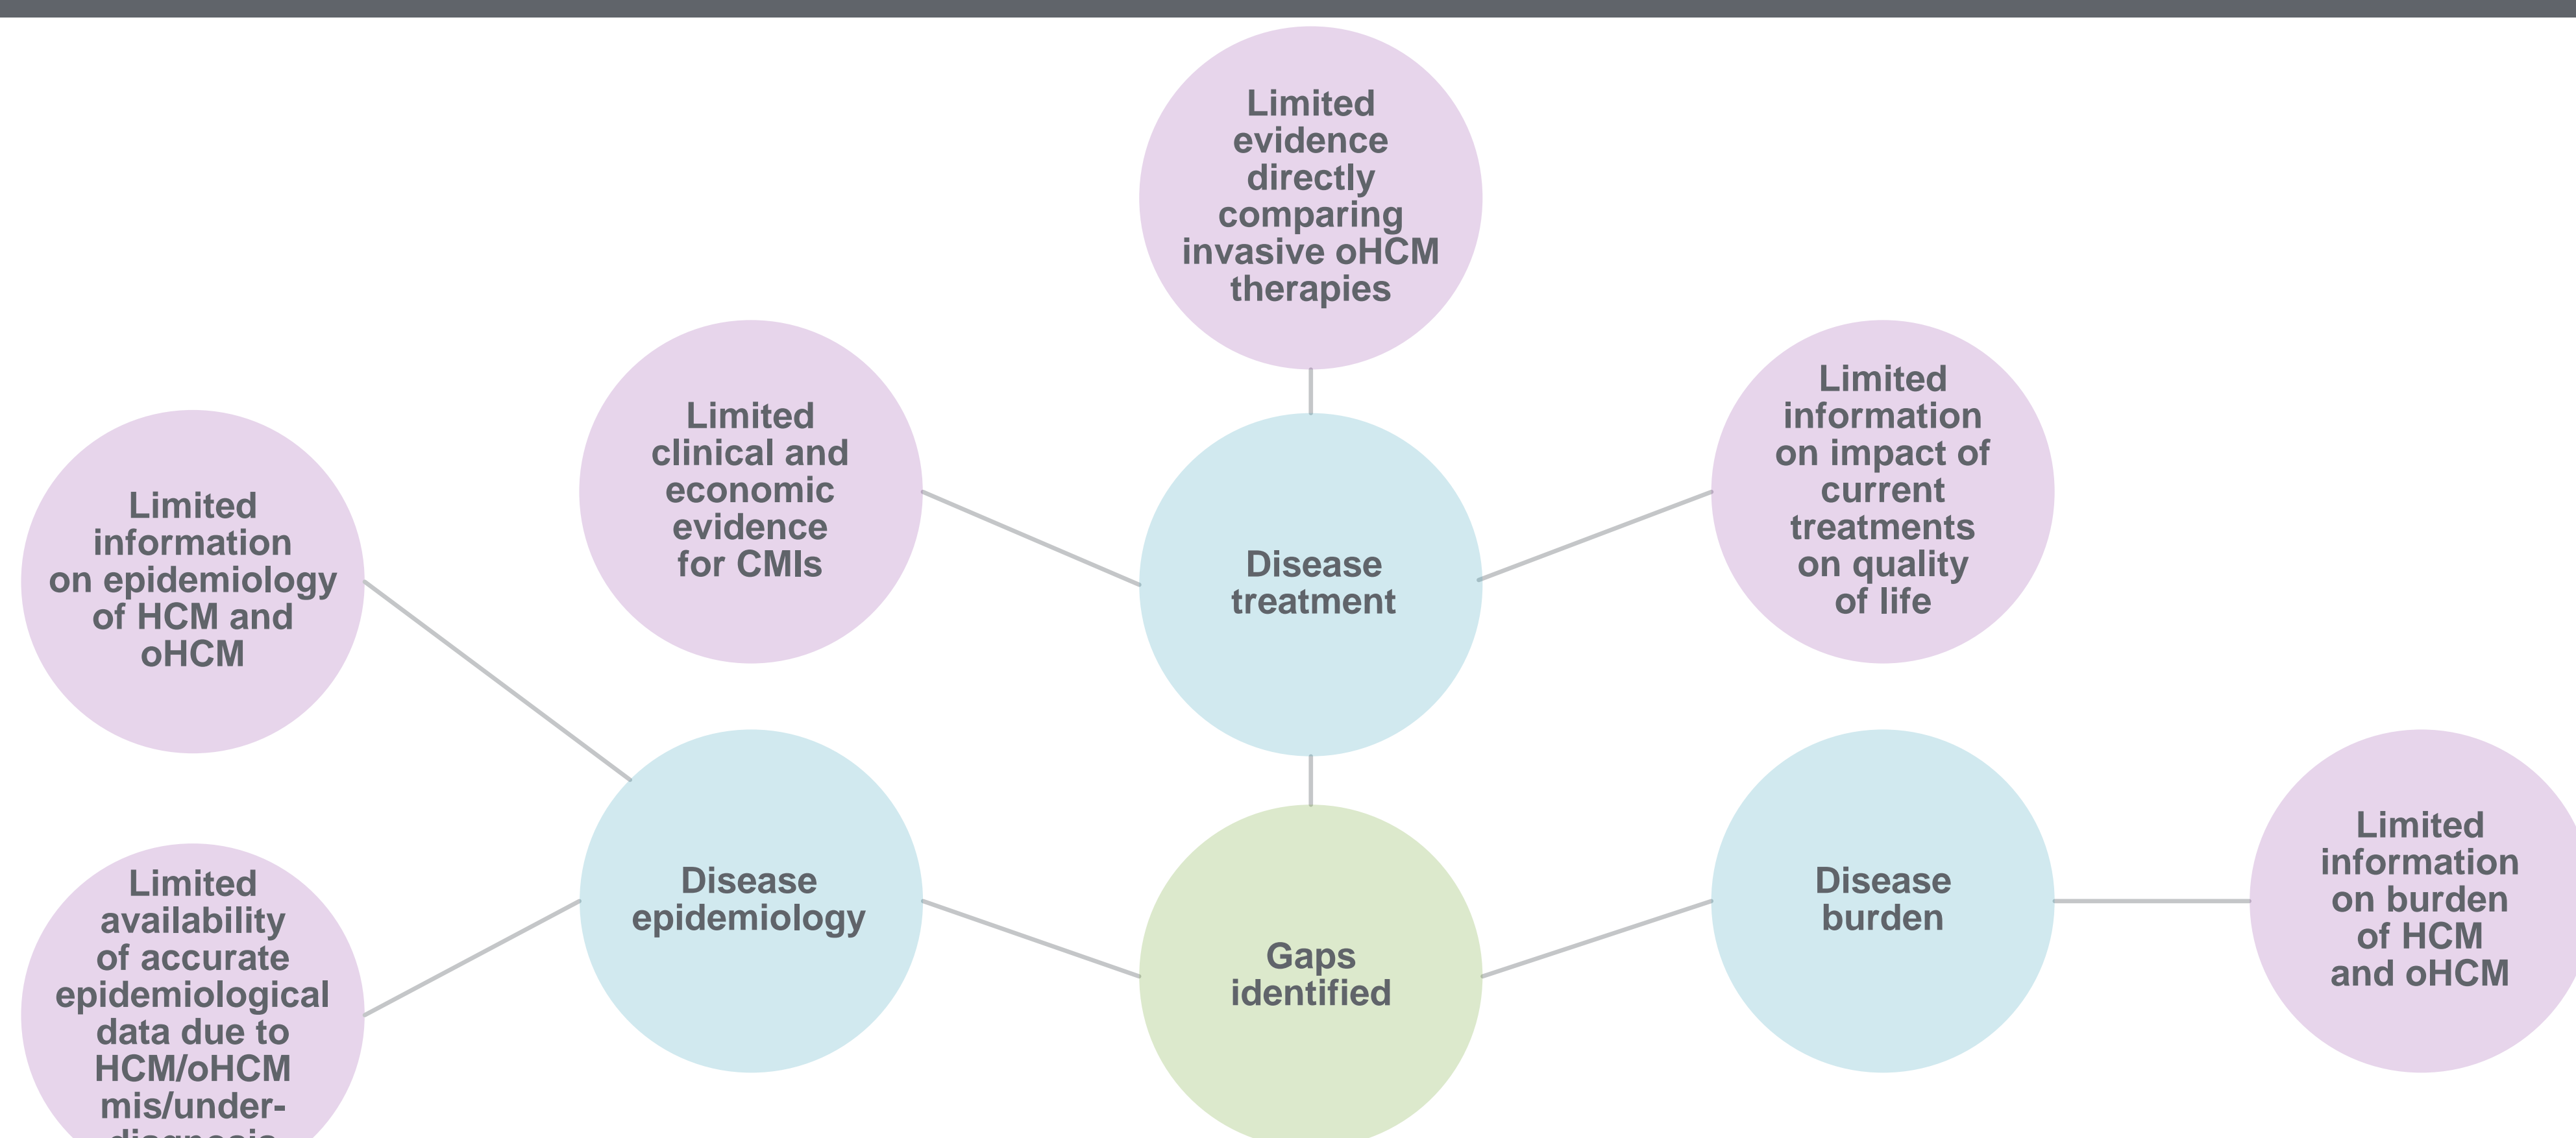 Limited
evidence
directly
comparing
invasive oHCM
therapies
Limited
clinical and
economic
evidence
for CMIs
Limited
information
on impact of
current
treatments
on quality
of life
Limited
information
on epidemiology
of HCM and
oHCM
Disease
treatment
Limited
availability
of accurate
epidemiological
data due to
HCM/oHCM
mis/under-
diagnosis
Disease
epidemiology
Gaps
identified
Disease
burden
Limited
information
on burden
of HCM
and oHCM